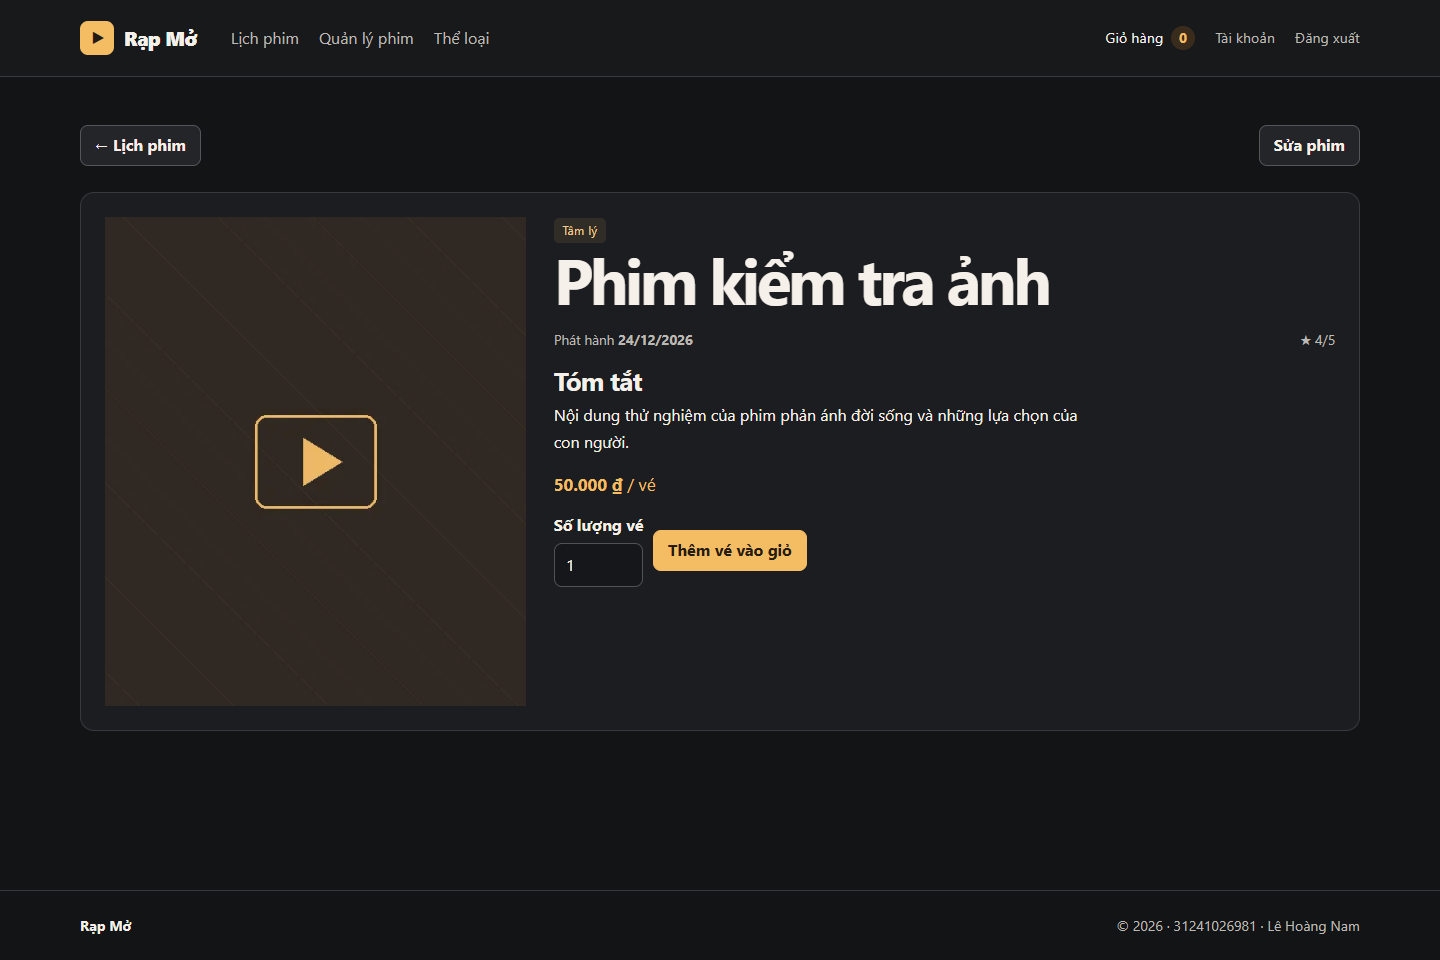 Rạp Mở
Lịch phim
Quản lý phim
Thể loại
Giỏ hàng 0
Tài khoản
Đăng xuất
← Lịch phim
Sửa phim
Tâm lý
Phim kiểm tra ảnh
Phát hành 24/12/2026
★ 4/5
Tóm tắt
Nội dung thử nghiệm của phim phản ánh đời sống và những lựa chọn của
con người.
50.000 ₫ / vé
Số lượng vé
1
Thêm vé vào giỏ
Rạp Mở
© 2026 · 31241026981 · Lê Hoàng Nam